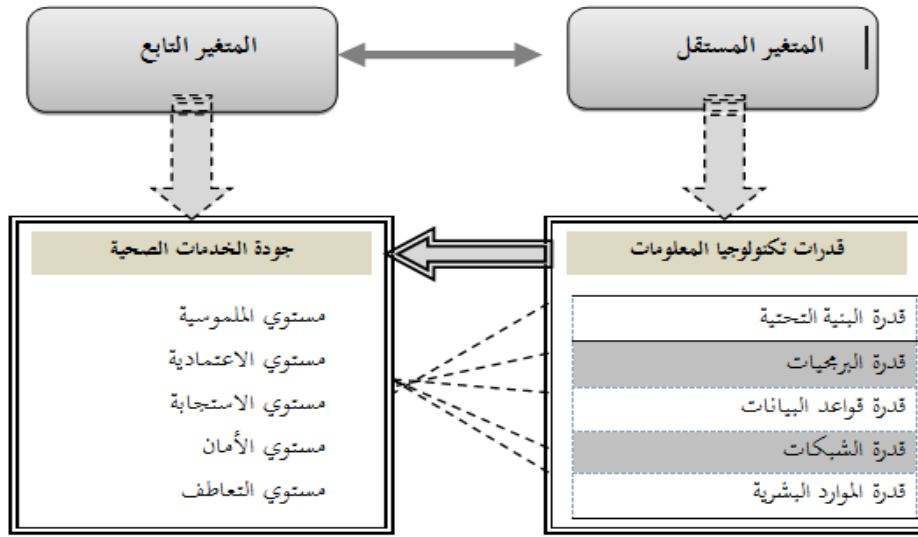 المتغير المستقل
المتغير التابع
قدرات تكنولوجيا المعلومات
قدرة البنية التحتية
قدرة البرمجيات
قدرة قواعد البيانات
قدرة الشبكات
قدرة الموارد البشرية
جودة الخدمات الصحية
مستوي الملموسية
مستوي الاعتمادية
مستوي الاستجابة
مستوي الأمان
مستوي التعاطف